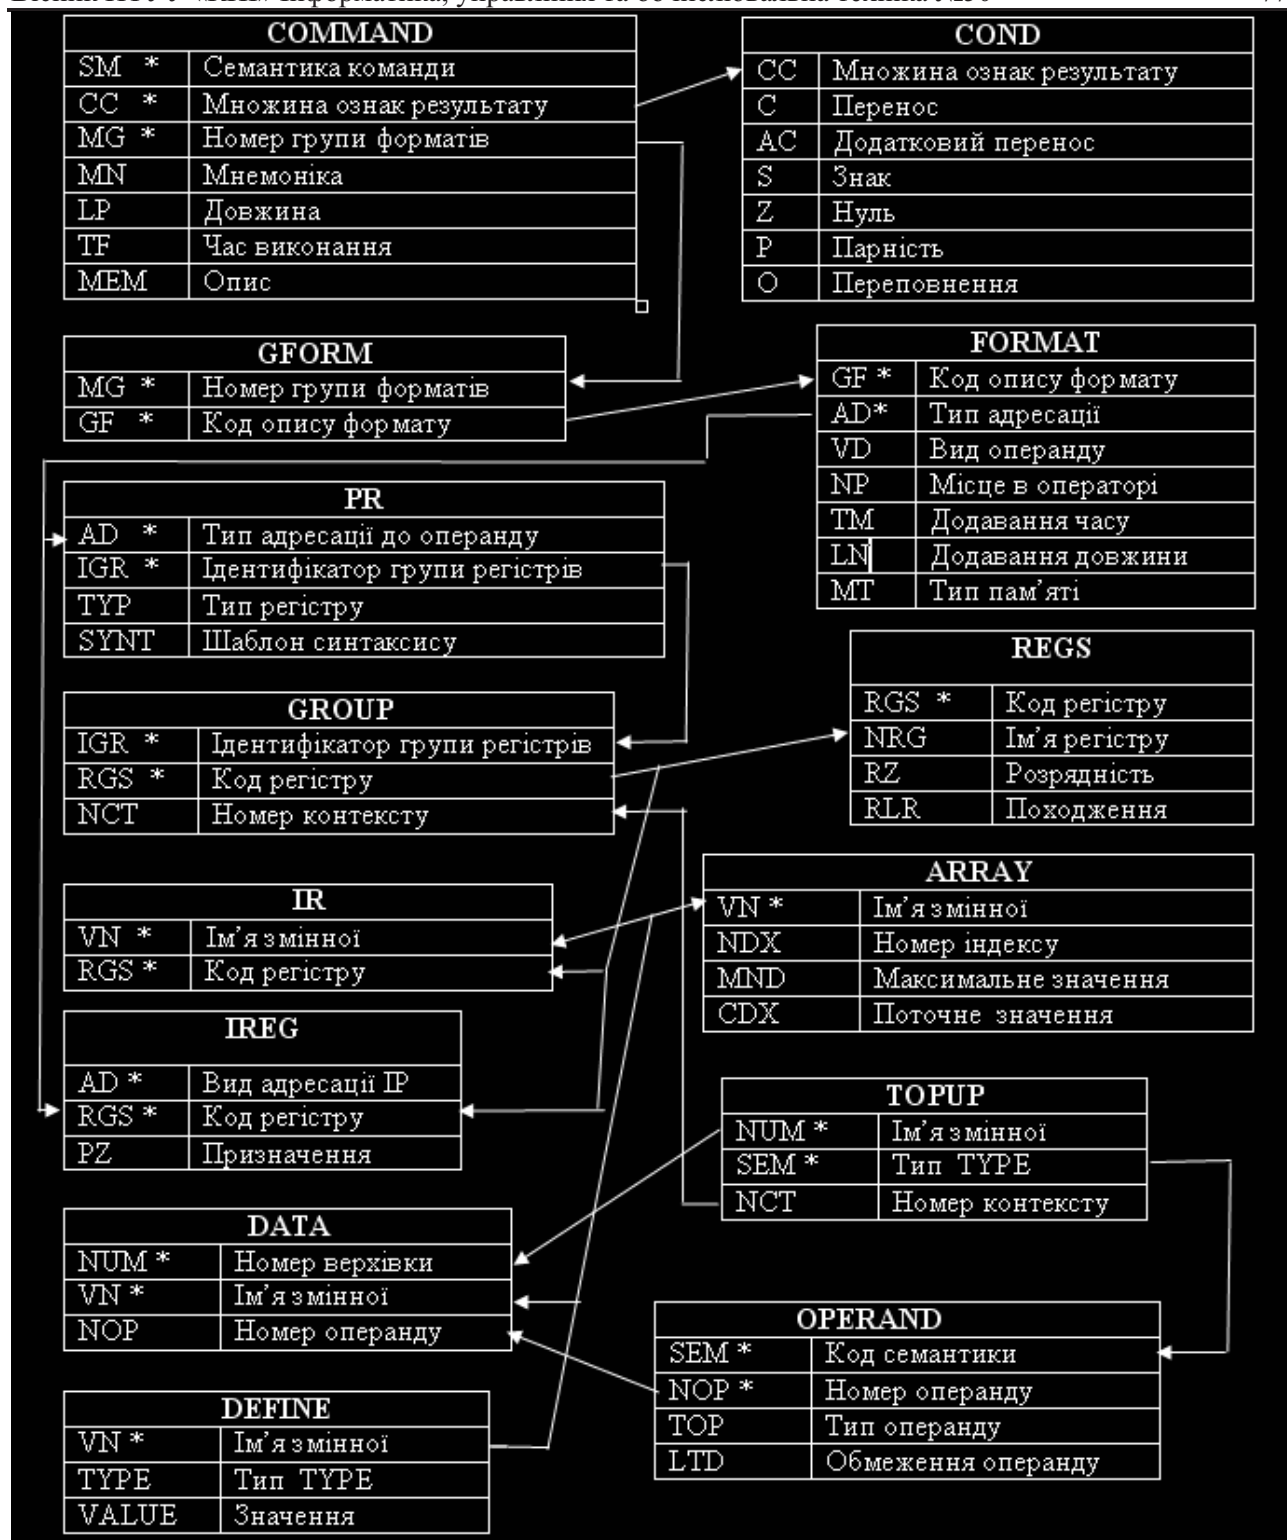 COMMAND
SM * Семантика команди
CC * Множина ознак результату
MG * Номер групи форматів
MN Мнемоніка
LP Довжина
TF Час виконання
MEM Опис
COND
CC Множина ознак результату
C Перенос
AC Додатковий перенос
S Знак
Z Нуль
P Парність
O Переповнення
GFORM
MG * Номер групи форматів
GF * Код опису формату
FORMAT
GF * Код опису формату
AD* Тип адресації
VD Вид операнду
NP Місце в операторі
TM Додавання часу
LN Додавання довжини
MT Тип пам’яті
PR
AD * Тип адресації до операнду
IGR * Ідентифікатор групи регістрів
TYP Тип регістру
SYNT Шаблон синтаксису
REGS
RGS * Код регістру
NRG Ім’я регістру
RZ Розрядність
RLR Походження
GROUP
IGR * Ідентифікатор групи регістрів
RGS * Код регістру
NCT Номер контексту
ARRAY
VN * Ім’я змінної
NDX Номер індексу
MND Максимальне значення
CDX Поточне значення
IR
VN * Ім’я змінної
RGS * Код регістру
IREG
AD * Вид адресації ІР
RGS * Код регістру
PZ Призначення
TOPUP
NUM * Ім’я змінної
SEM * Тип TYPE
NCT Номер контексту
DATA
NUM * Номер верхівки
VN * Ім’я змінної
NOP Номер операнду
OPERAND
SEM * Код семантики
NOP * Номер операнду
TOP Тип операнду
LTD Обмеження операнду
DEFINE
VN * Ім’я змінної
TYPE Тип TYPE
VALUE Значення